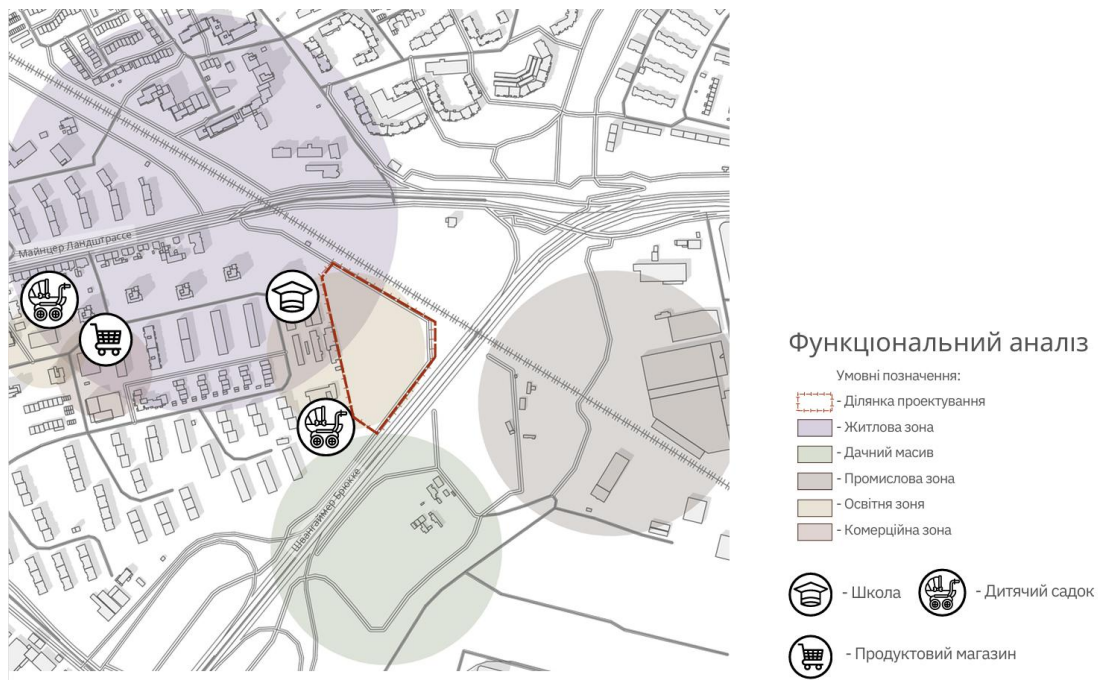 Майнцер Ландштрассе
Швангаймер Брюкке
Функціональний аналіз
Умовні позначення:
- Ділянка проектування
- Житлова зона
- Дачний масив
- Промислова зона
- Освітня зоня
- Комерційна зона
- Школа
- Дитячий садок
- Продуктовий магазин